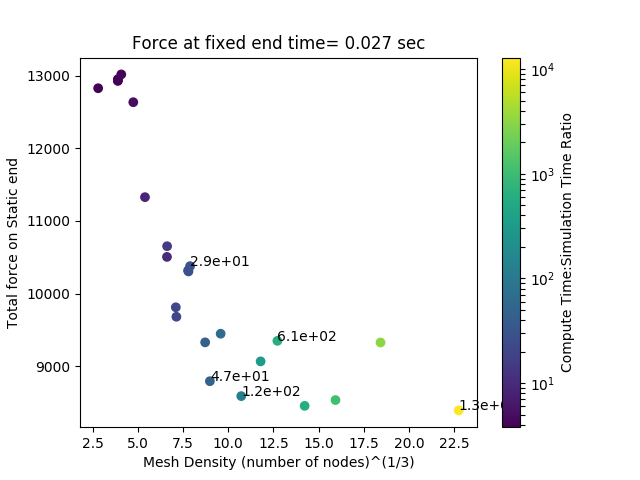 Force at fixed end time= 0.027 sec
Total force on Static end
13000
12000
11000
10000
9000
2.9e+01
6.1e+02
4.7e+01
1.2e+02
2.5
5.0
7.5
10.0
12.5
15.0
17.5
20.0
22.5
Mesh Density (number of nodes)^(1/3)
10^4
10^3
10^2
10^1
Compute Time:Simulation Time Ratio